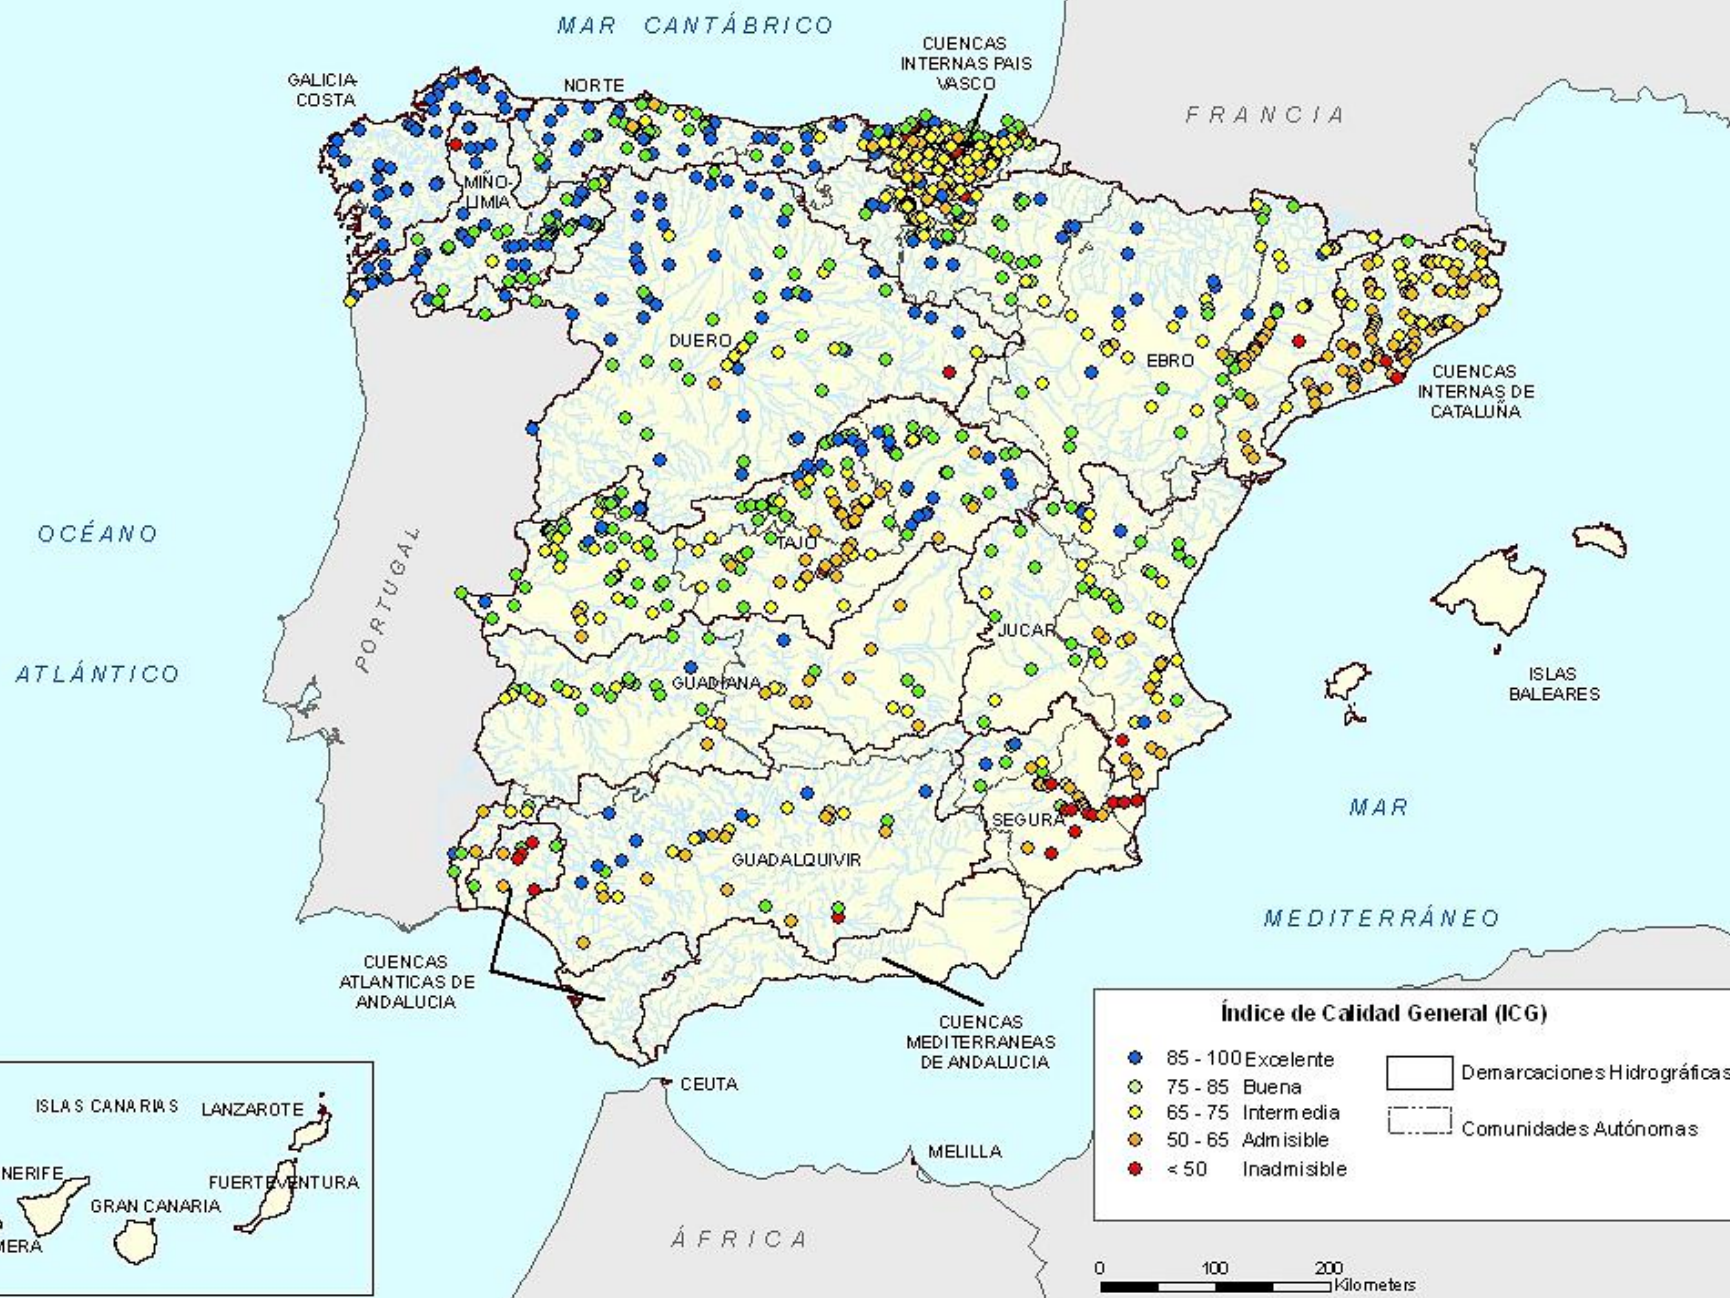 MAR CANTÁBRICO
CUENCAS
INTERNAS PAIS
VASCO
GALICIA
COSTA
NORTE
FRANCIA
MIÑO-
LIMIA
DUERO
EBRO
CUENCAS
INTERNAS DE
CATALUÑA
OCÉANO
ATLÁNTICO
PORTUGAL
TAJO
JUCAR
GUADIANA
ISLAS
BALEARES
SEGURA
GUADALQUIVIR
MAR
MEDITERRÁNEO
CUENCAS
ATLANTICAS DE
ANDALUCIA
CUENCAS
MEDITERRANEAS
DE ANDALUCIA
CEUTA
MELILLA
ÁFRICA
ISLAS CANARIAS
LANZAROTE
NERIFE
FUERTEVENTURA
GRAN CANARIA
MERA
Índice de Calidad General (ICG)
85 - 100 Excelente
75 - 85 Buena
65 - 75 Intermedia
50 - 65 Admisible
< 50 Inadmisible
Demarcaciones Hidrográficas
Comunidades Autónomas
0 100 200
Kilometers